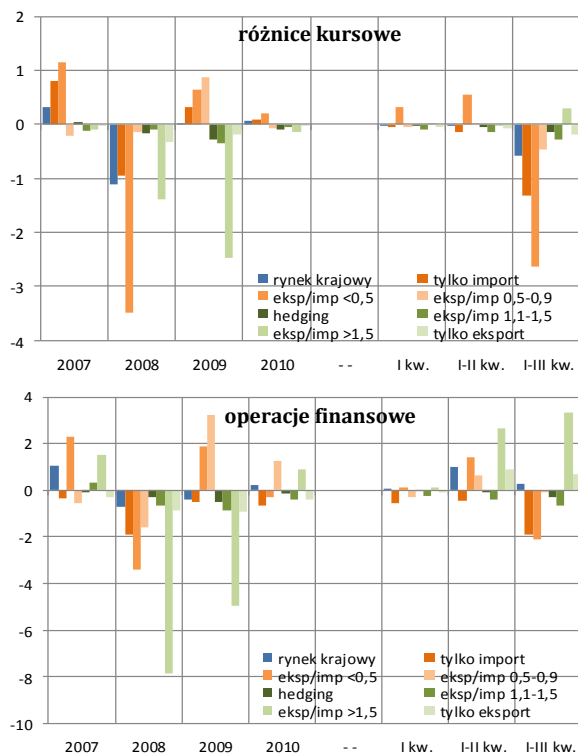 różnice kursowe
2
1
0
-1
-2
-3
-4
rynek krajowy
tylko import
eksp/imp <0,5
eksp/imp 0,5-0,9
hedging
eksp/imp 1,1-1,5
eksp/imp >1,5
tylko eksport
2007 2008 2009 2010 -- I kw. I-II kw. I-III kw.
operacje finansowe
4
2
0
-2
-4
-6
-8
-10
rynek krajowy
tylko import
eksp/imp <0,5
eksp/imp 0,5-0,9
hedging
eksp/imp 1,1-1,5
eksp/imp >1,5
tylko eksport
2007 2008 2009 2010 -- I kw. I-II kw. I-III kw.